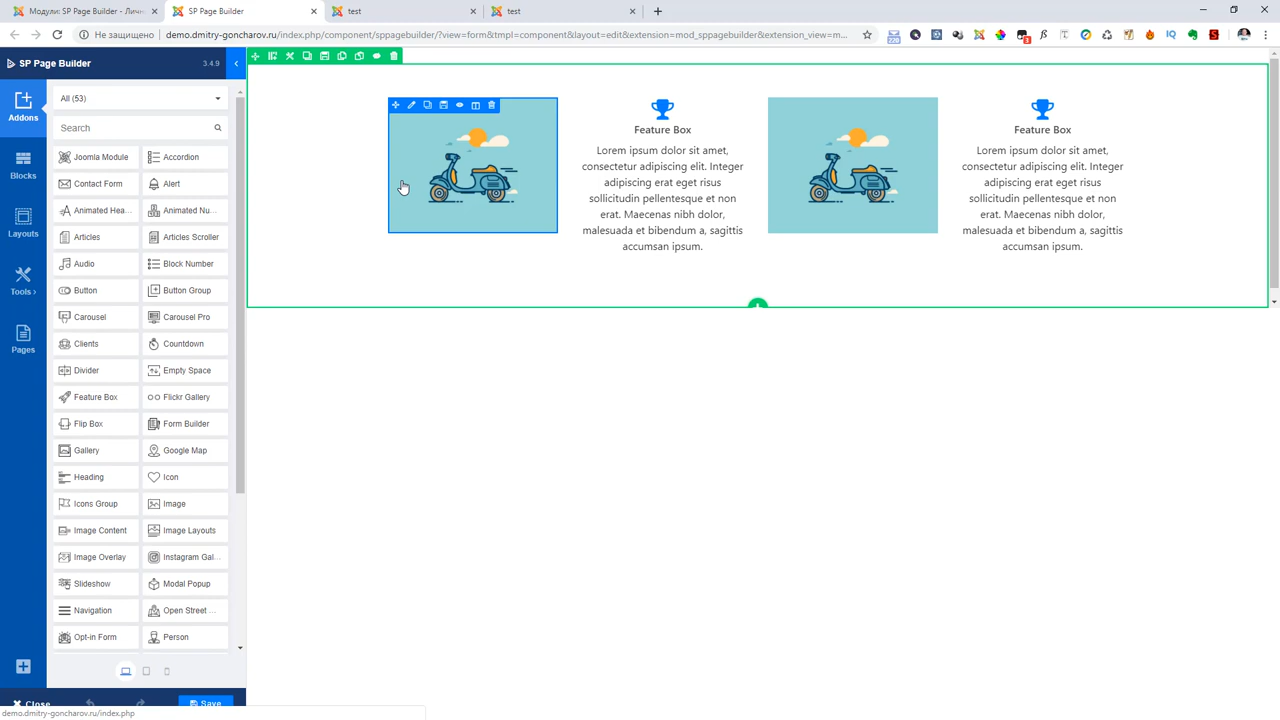 Модули: SP Page Builder - Личн
SP Page Builder
test
test
Не защищено
demo.dmitry-goncharov.ru/index.php/component/sppagebuilder/?view=form&tmpl=component&layout=edit&extension=mod_sppagebuilder&extension_view=m...
SP Page Builder
3.4.9
Addons
Blocks
Layouts
Tools ›
Pages
All (53)
Search
Joomla Module
Accordion
Contact Form
Alert
Animated Hea...
Animated Nu...
Articles
Articles Scroller
Audio
Block Number
Button
Button Group
Carousel
Carousel Pro
Clients
Countdown
Divider
Empty Space
Feature Box
Flickr Gallery
Flip Box
Form Builder
Gallery
Google Map
Heading
Icon
Icons Group
Image
Image Content
Image Layouts
Image Overlay
Instagram Gal...
Slideshow
Modal Popup
Navigation
Open Street ...
Opt-in Form
Person
Close
Save
demo.dmitry-goncharov.ru/index.php
Feature Box
Lorem ipsum dolor sit amet,
consectetur adipiscing elit. Integer
adipiscing erat eget risus
sollicitudin pellentesque et non
erat. Maecenas nibh dolor,
malesuada et bibendum a, sagittis
accumsan ipsum.
Feature Box
Lorem ipsum dolor sit amet,
consectetur adipiscing elit. Integer
adipiscing erat eget risus
sollicitudin pellentesque et non
erat. Maecenas nibh dolor,
malesuada et bibendum a, sagittis
accumsan ipsum.